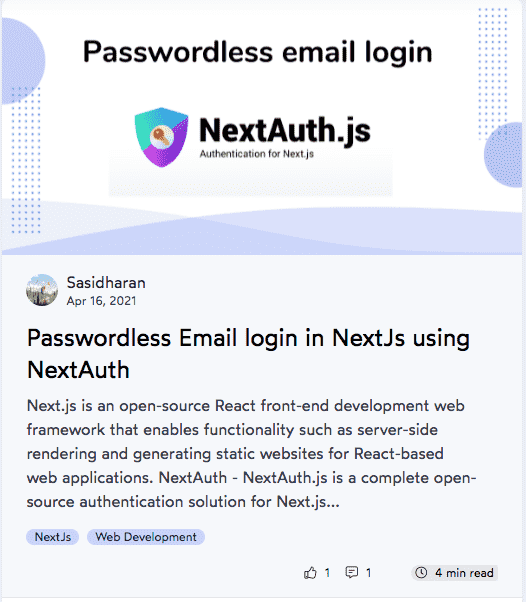 Passwordless email login
NextAuth.js
Authentication for Next.js
Sasidharan
Apr 16, 2021
Passwordless Email login in NextJs using
NextAuth
Next.js is an open-source React front-end development web
framework that enables functionality such as server-side
rendering and generating static websites for React-based
web applications. NextAuth - NextAuth.js is a complete open-
source authentication solution for Next.js...
NextJs Web Development
1 1 4 min read